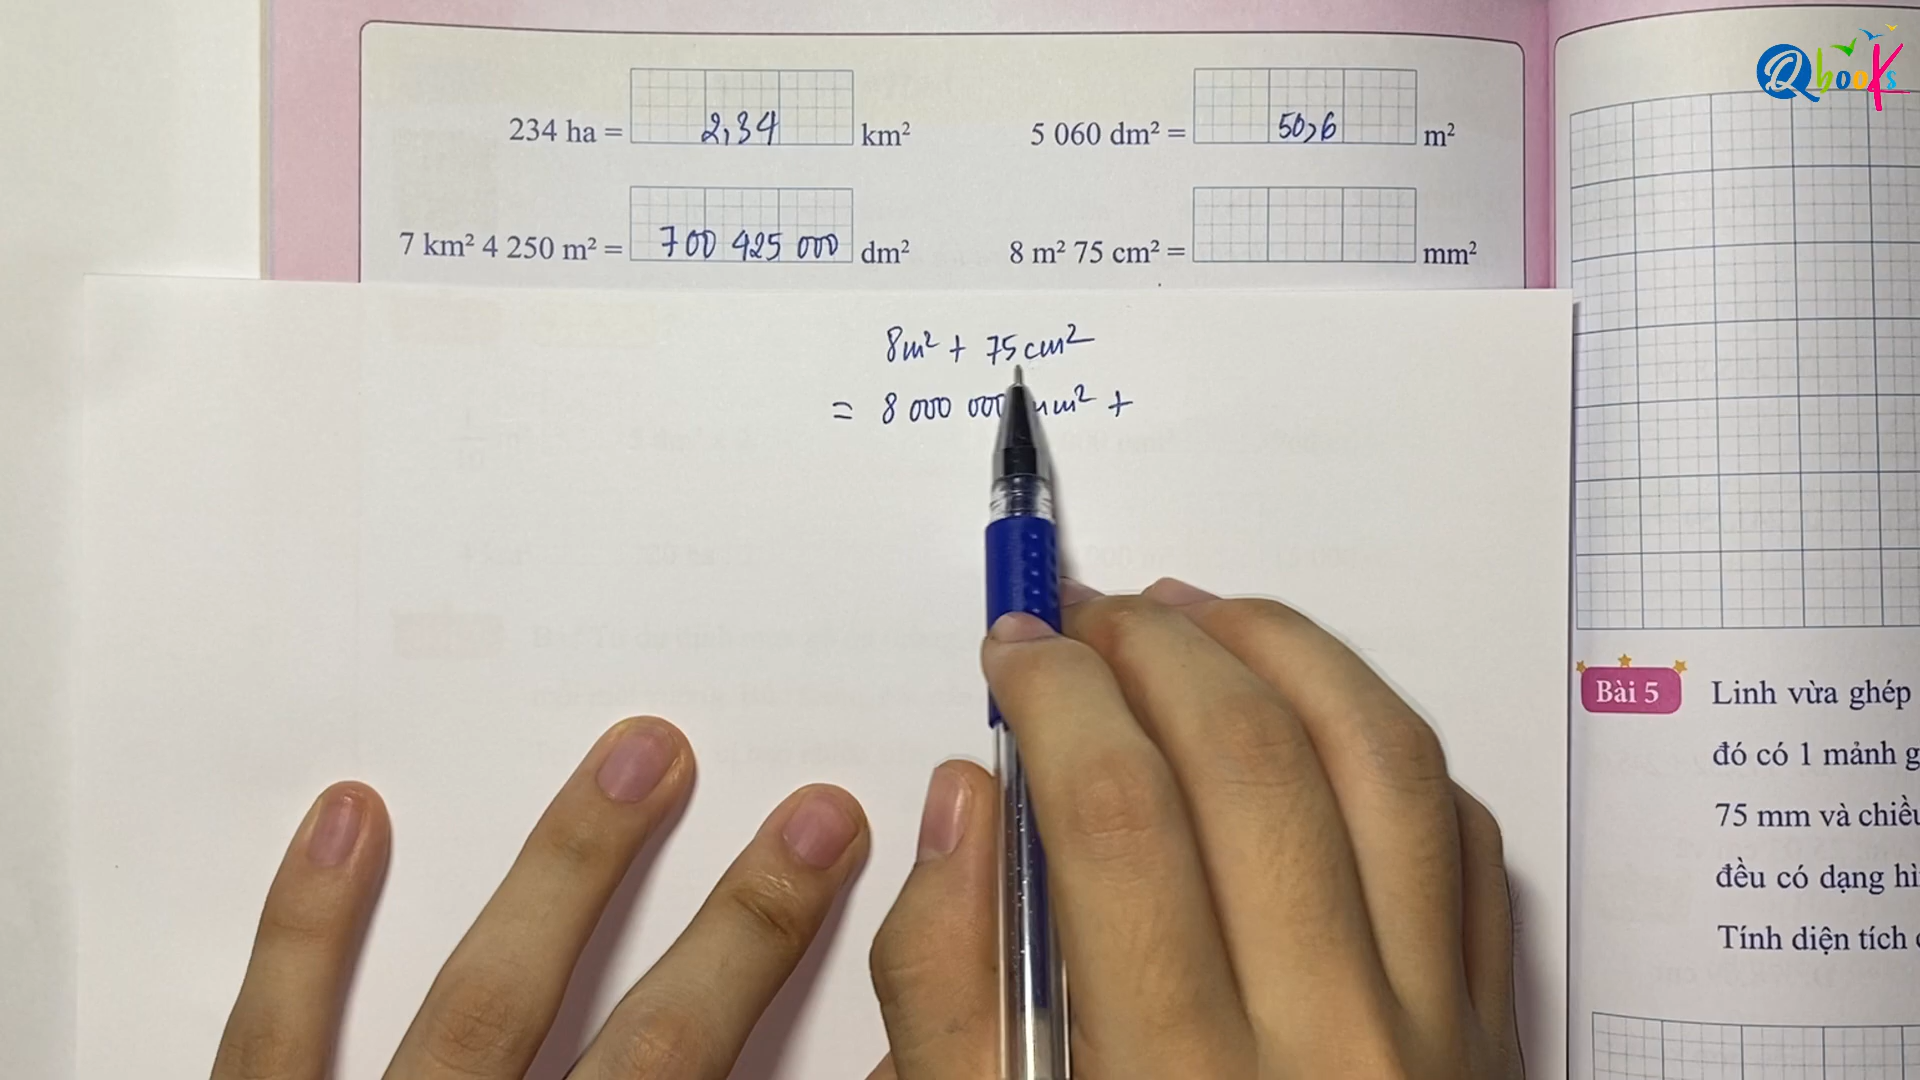 Qbooks
234 ha = 2,34 km² 5 060 dm² = 50,6 m²
7 km² 4 250 m² = 700 425 000 dm² 8 m² 75 cm² = mm²
8m² + 75cm²
= 8 000 000 mm² +
Bài 5 Linh vừa ghép
đó có 1 mảnh
75 mm và
đều có dạng
Tính diện tích